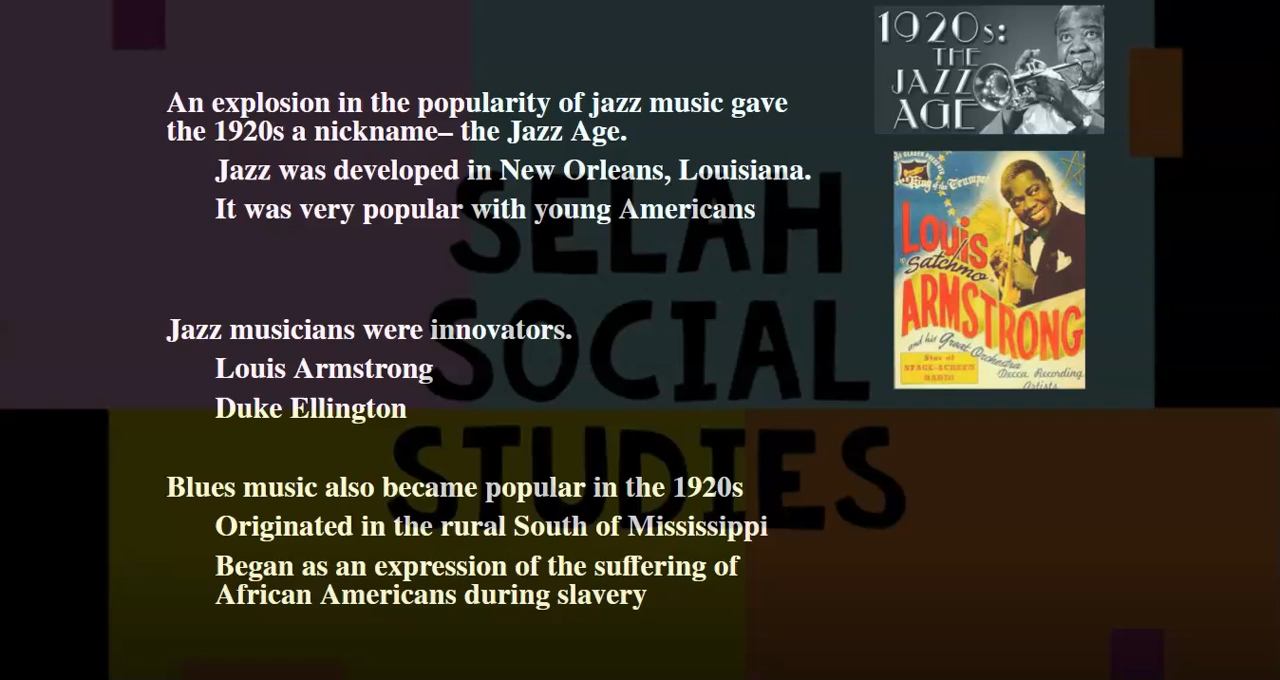 An explosion in the popularity of jazz music gave
the 1920s a nickname– the Jazz Age.
Jazz was developed in New Orleans, Louisiana.
It was very popular with young Americans
Jazz musicians were innovators.
Louis Armstrong
Duke Ellington
Blues music also became popular in the 1920s
Originated in the rural South of Mississippi
Began as an expression of the suffering of
African Americans during slavery
1920s:
THE
JAZZ
AGE
King of the Trumpet
LOUIS
Satchmo
ARMSTRONG
and his Great Orchestra
Star of
STAGE-SCREEN
RADIO
Decca Recording
Artists
SELAH
SOCIAL
STUDIES